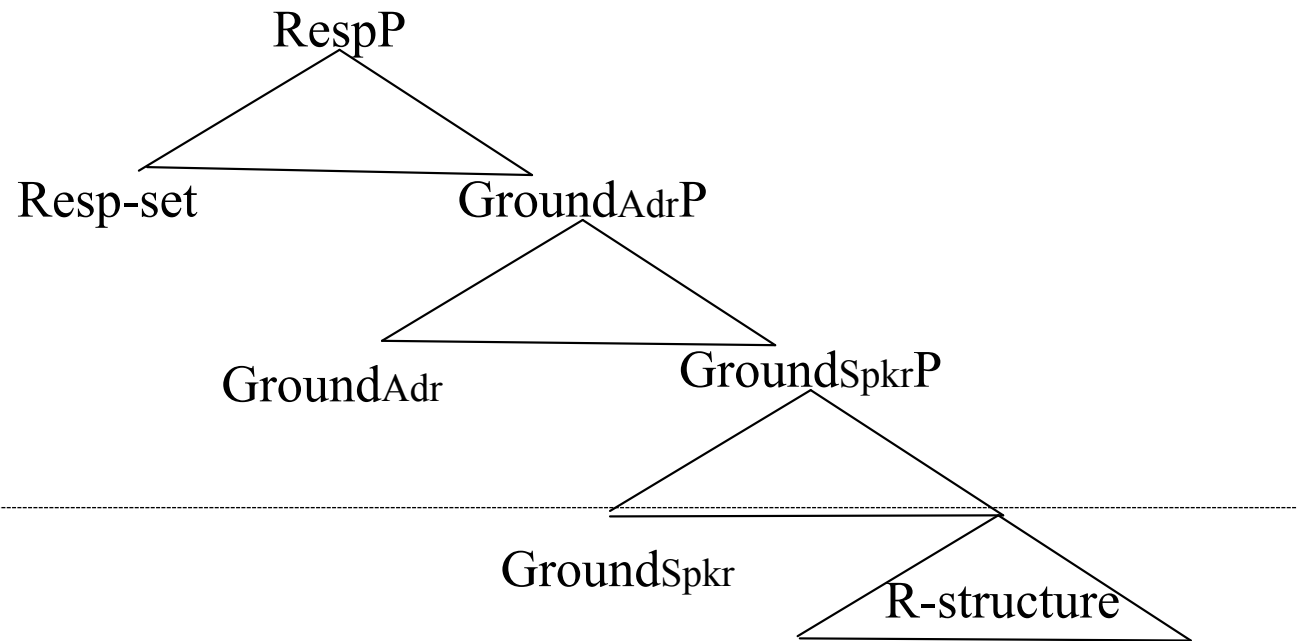 RespP
Resp-set
GroundAdrP
GroundAdr
GroundSpkrP
GroundSpkr
R-structure